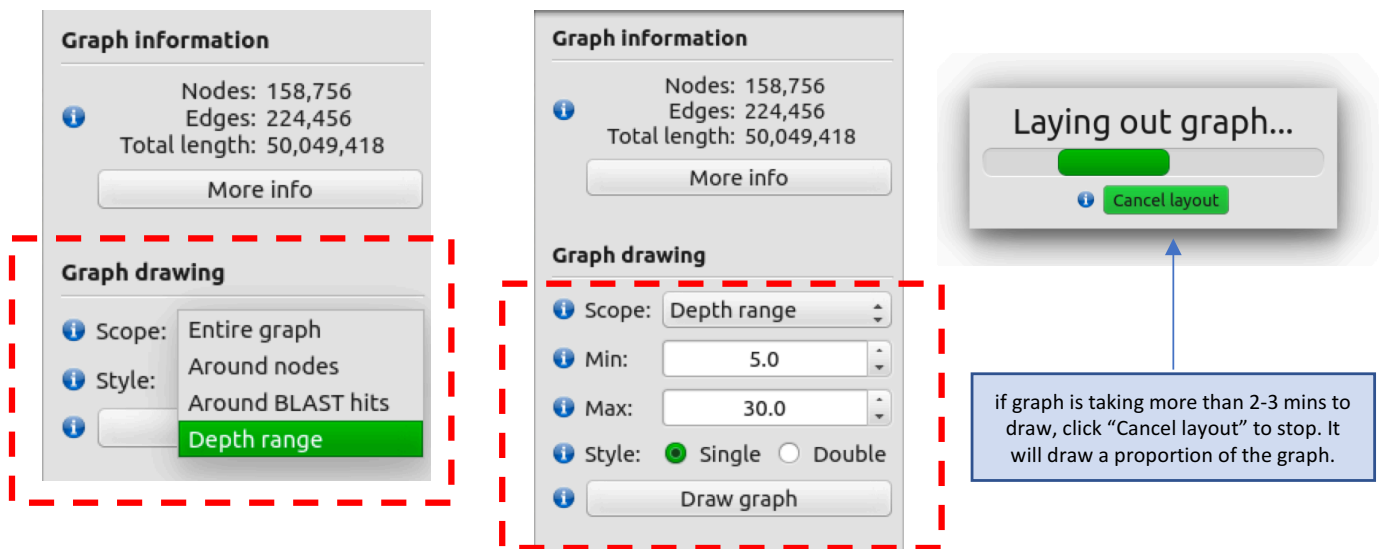 Graph information
Nodes: 158,756
Edges: 224,456
Total length: 50,049,418
More info
Graph drawing
Scope:
Entire graph
Around nodes
Around BLAST hits
Depth range
Style:
Graph information
Nodes: 158,756
Edges: 224,456
Total length: 50,049,418
More info
Graph drawing
Scope: Depth range
Min: 5.0
Max: 30.0
Style: Single Double
Draw graph
Laying out graph...
Cancel layout
if graph is taking more than 2-3 mins to
draw, click “Cancel layout” to stop. It
will draw a proportion of the graph.